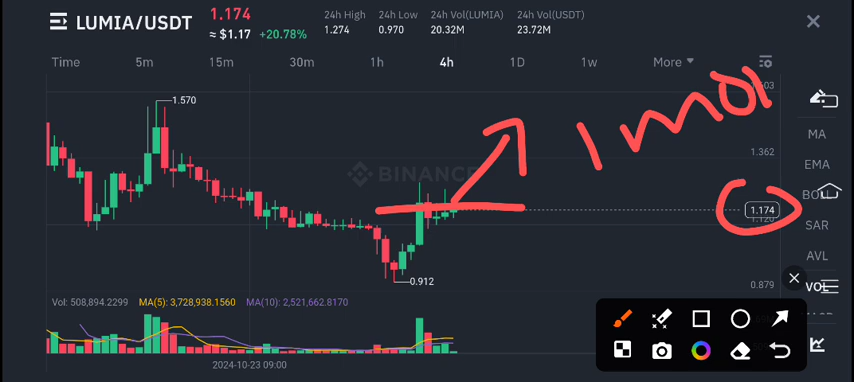 LUMIA/USDT
1.174
≈ $1.17 +20.78%
24h High 24h Low 24h Vol(LUMIA) 24h Vol(USDT)
1.274 0.970 20.32M 23.72M
Time 5m 15m 30m 1h 4h 1D 1w More
1.570
1.362
BINANCE
1.174
0.912
0.879
MA
EMA
BOLL
SAR
AVL
VOL
Vol: 508,894.2299 MA(5): 3,728,938.1560 MA(10): 2,521,662.8170
2024-10-23 09:00